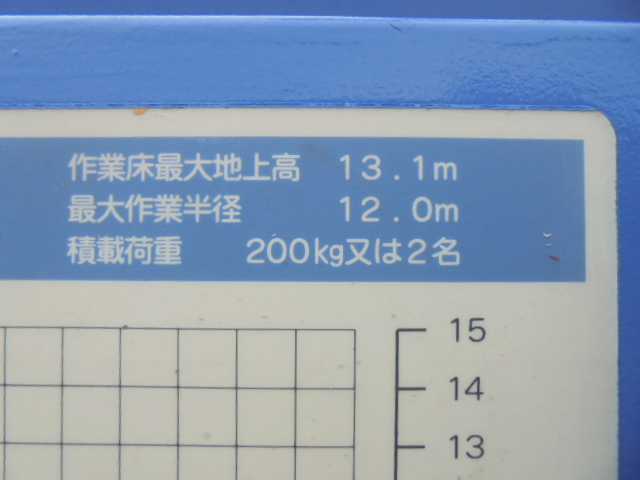 作業床最大地上高 13.1m
最大作業半径 12.0m
積載荷重 200kg又は2名
15
14
13